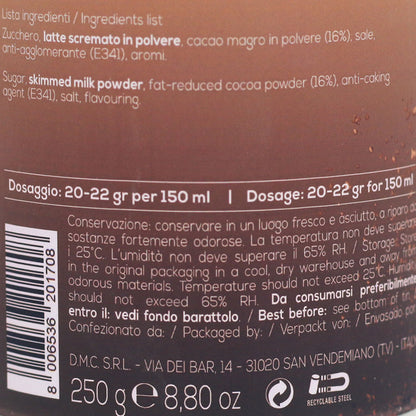 Lista ingredienti / Ingredients list
Zucchero, latte scremato in polvere, cacao magro in polvere (16%), sale,
anti-agglomerante (E341), aromi.
Sugar, skimmed milk powder, fat-reduced cocoa powder (16%), anti-caking
agent (E341), salt, flavouring.
Dosaggio: 20-22 gr per 150 ml | Dosage: 20-22 gr for 150 ml
Conservazione: conservare in un luogo fresco e asciutto, a riparo da
sostanze fortemente odorose. La temperatura non deve superare
i 25°C. L'umidità non deve superare il 65% RH / Storage:
in the original packaging in a cool, dry warehouse and away from
odorous materials. Temperature should not exceed 25°C.
should not exceed 65% RH. Da consumarsi preferibilmente
entro il: vedi fondo barattolo. / Best before: see bottom of
Confezionato da: / Packaged by: / Verpackt von: / Envasado
D.M.C. S.R.L. - VIA DEI BAR, 14 - 31020 SAN VENDEMIANO (TV) -
250 g e 8,80 oz
RECYCLABLE STEEL
8 006536 201708